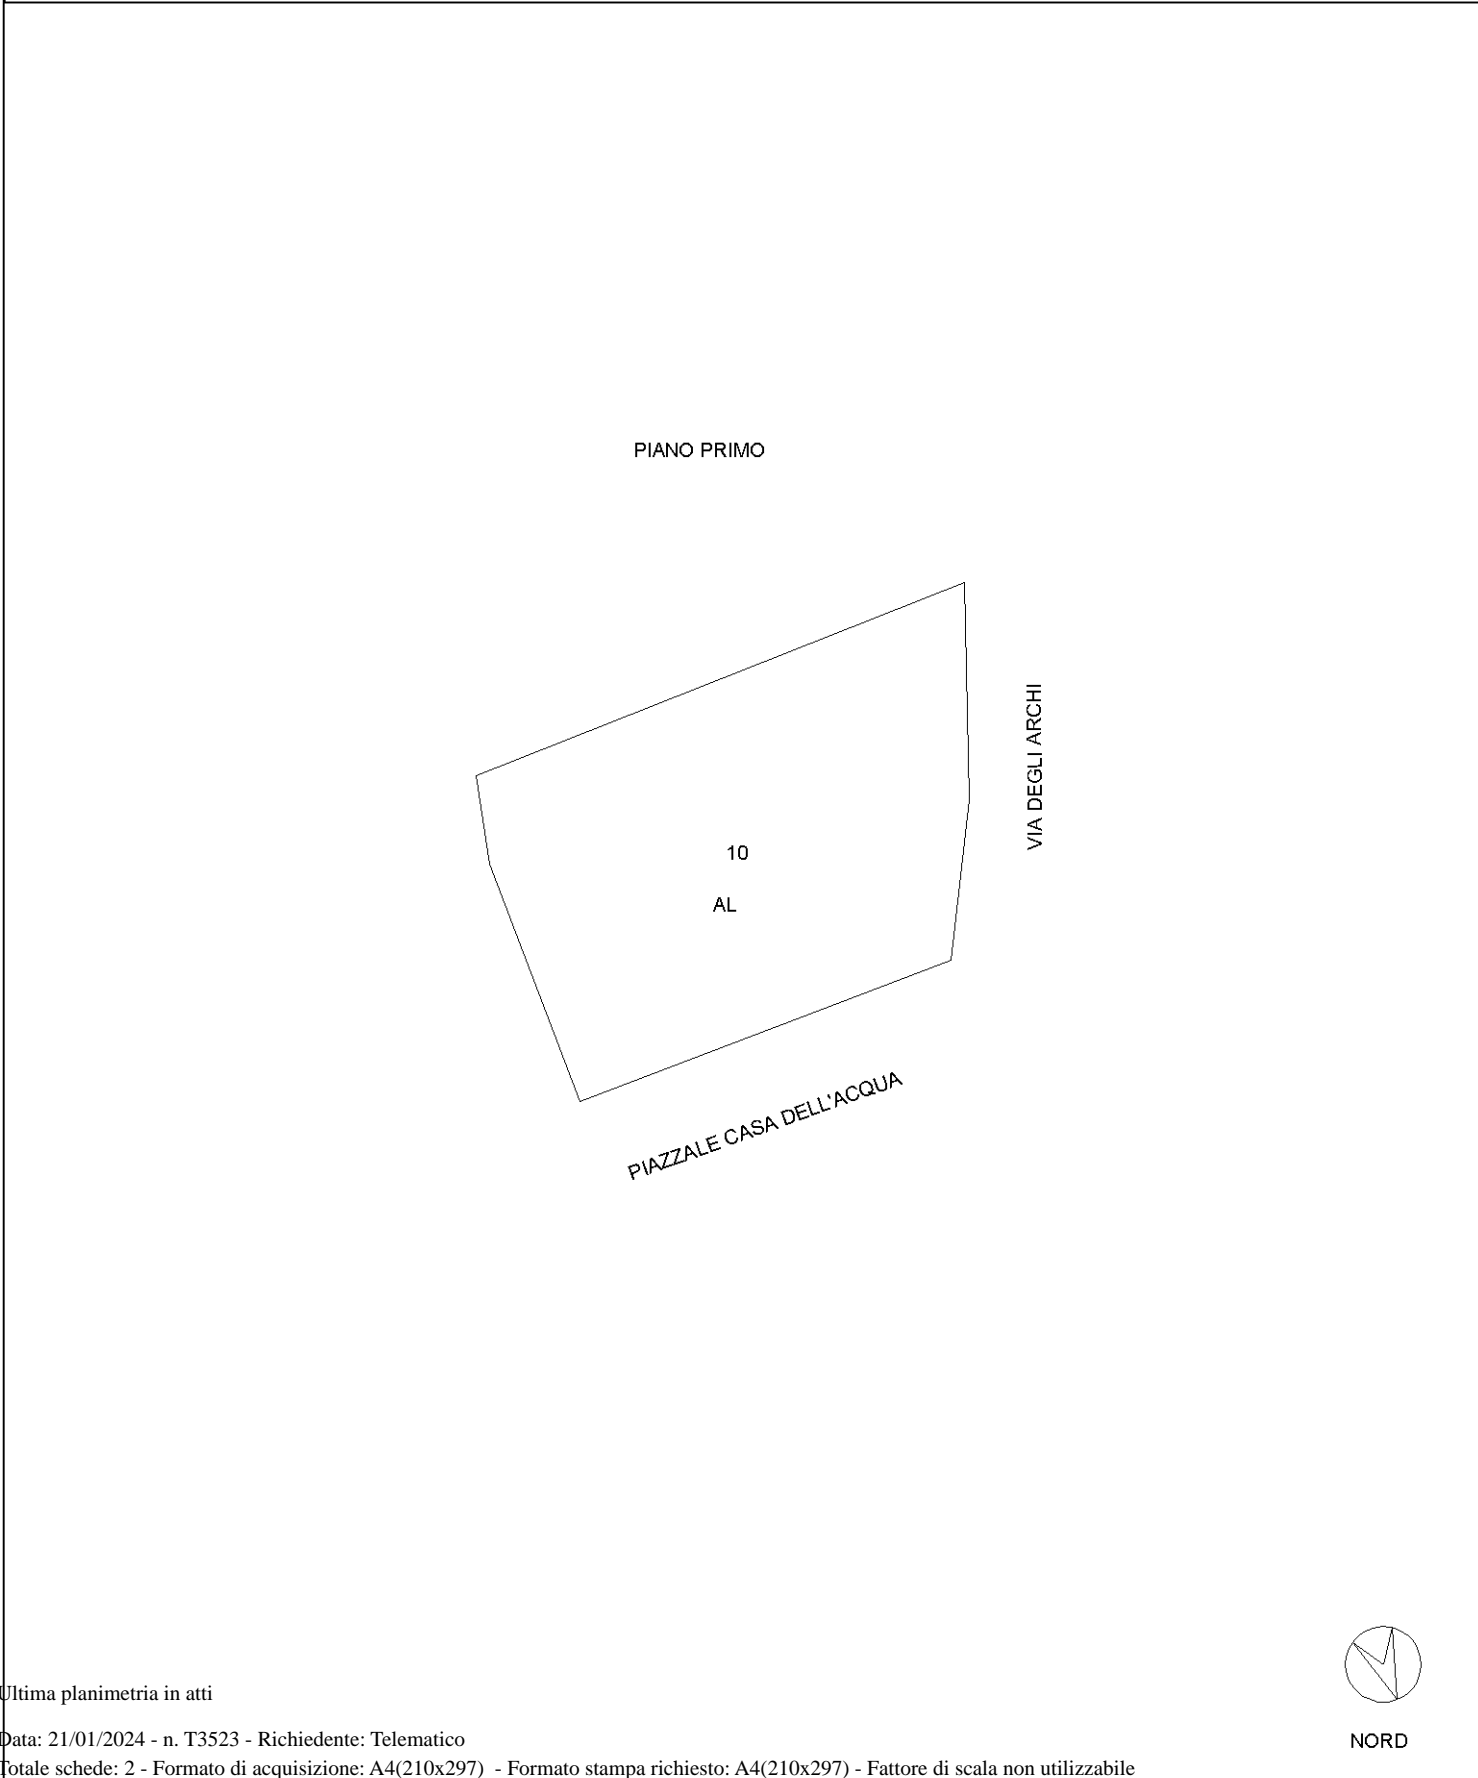 PIANO PRIMO
VIA DEGLI ARCHI
10
AL
PIAZZALE CASA DELL'ACQUA
Ultima planimetria in atti
Data: 21/01/2024 - n. T3523 - Richiedente: Telematico
NORD
Totale schede: 2 - Formato di acquisizione: A4(210x297) - Formato stampa richiesto: A4(210x297) - Fattore di scala non utilizzabile